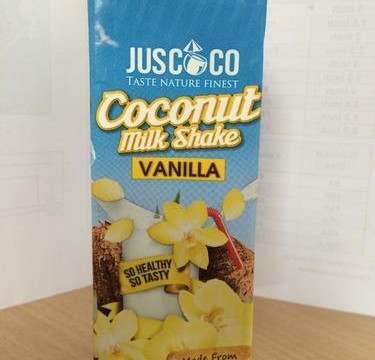 JUSCOCO
TASTE NATURE FINEST
Coconut
Milk Shake
VANILLA
SO HEALTHY
SO TASTY
Made From